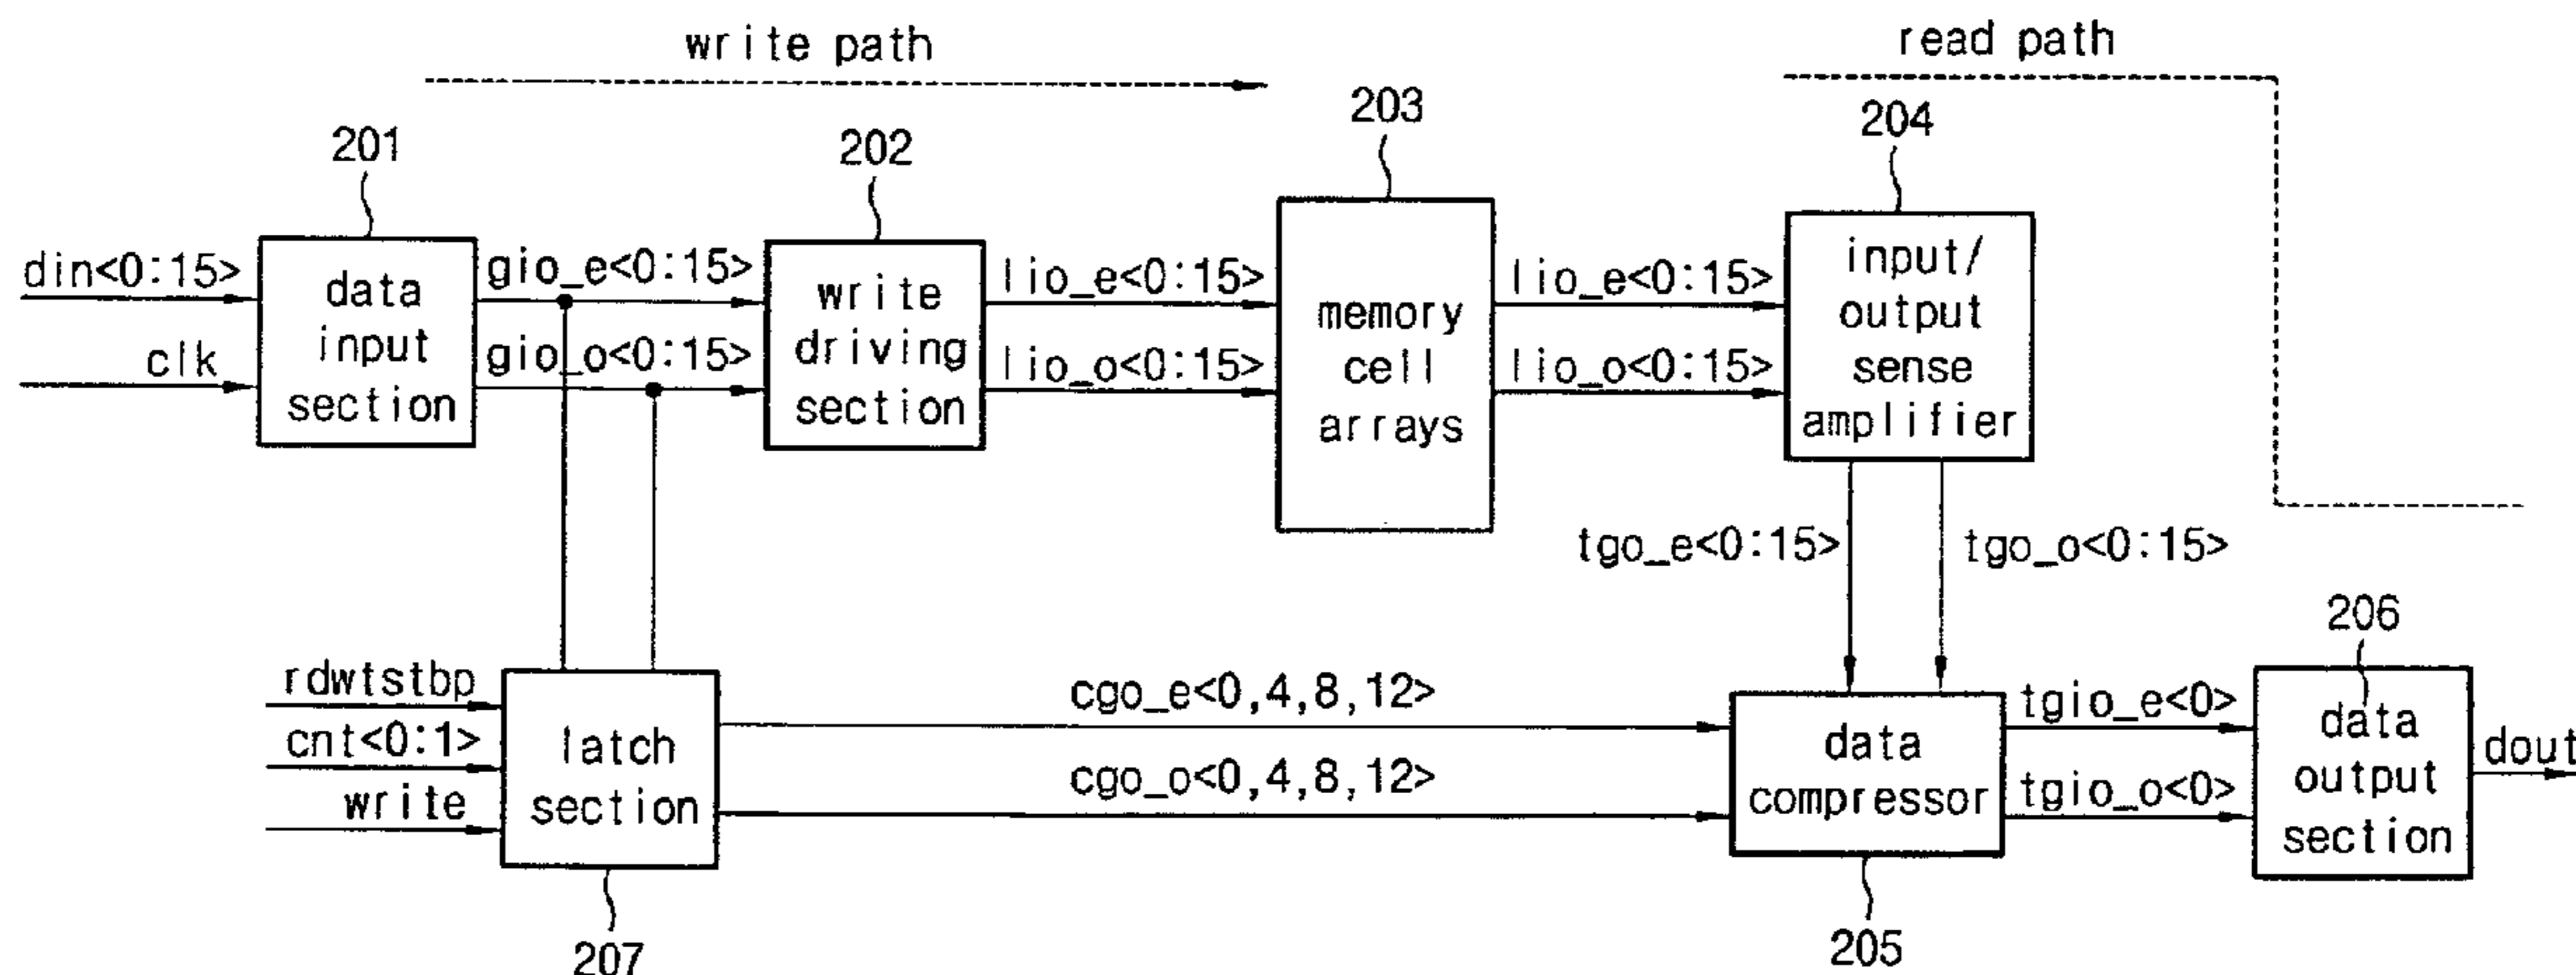 write path
read path
201
202
203
204
din<0:15>
clk
data
input
section
gio_e<0:15>
gio_o<0:15>
write
driving
section
lio_e<0:15>
lio_o<0:15>
memory
cell
arrays
lio_e<0:15>
lio_o<0:15>
input/
output
sense
amplifier
tgo_e<0:15>
tgo_o<0:15>
rdwtstbp
cnt<0:1>
write
latch
section
207
cgo_e<0,4,8,12>
cgo_o<0,4,8,12>
data
compressor
205
tgio_e<0>
tgio_o<0>
206
data
output
section
dout